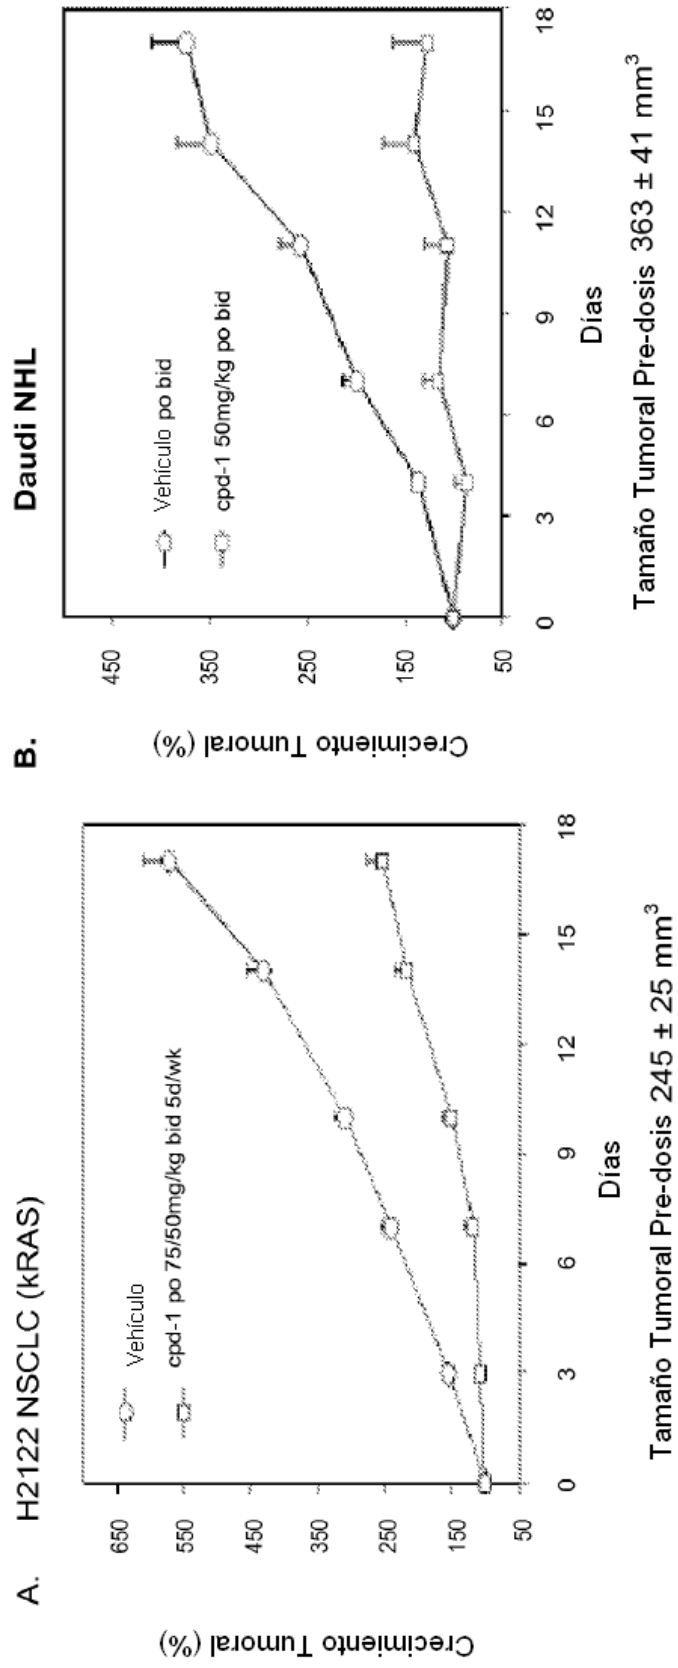 A. H2122 NSCLC (kRAS)
Crecimiento Tumoral (%)
650
550
450
350
250
150
50
Vehículo
cpd-1 po 75/50mg/kg bid 5d/wk
0 3 6 9 12 15 18
Días
Tamaño Tumoral Pre-dosis 245 ± 25 mm³
B. Daudi NHL
Crecimiento Tumoral (%)
450
350
250
150
50
Vehículo po bid
cpd-1 50mg/kg po bid
0 3 6 9 12 15 18
Días
Tamaño Tumoral Pre-dosis 363 ± 41 mm³